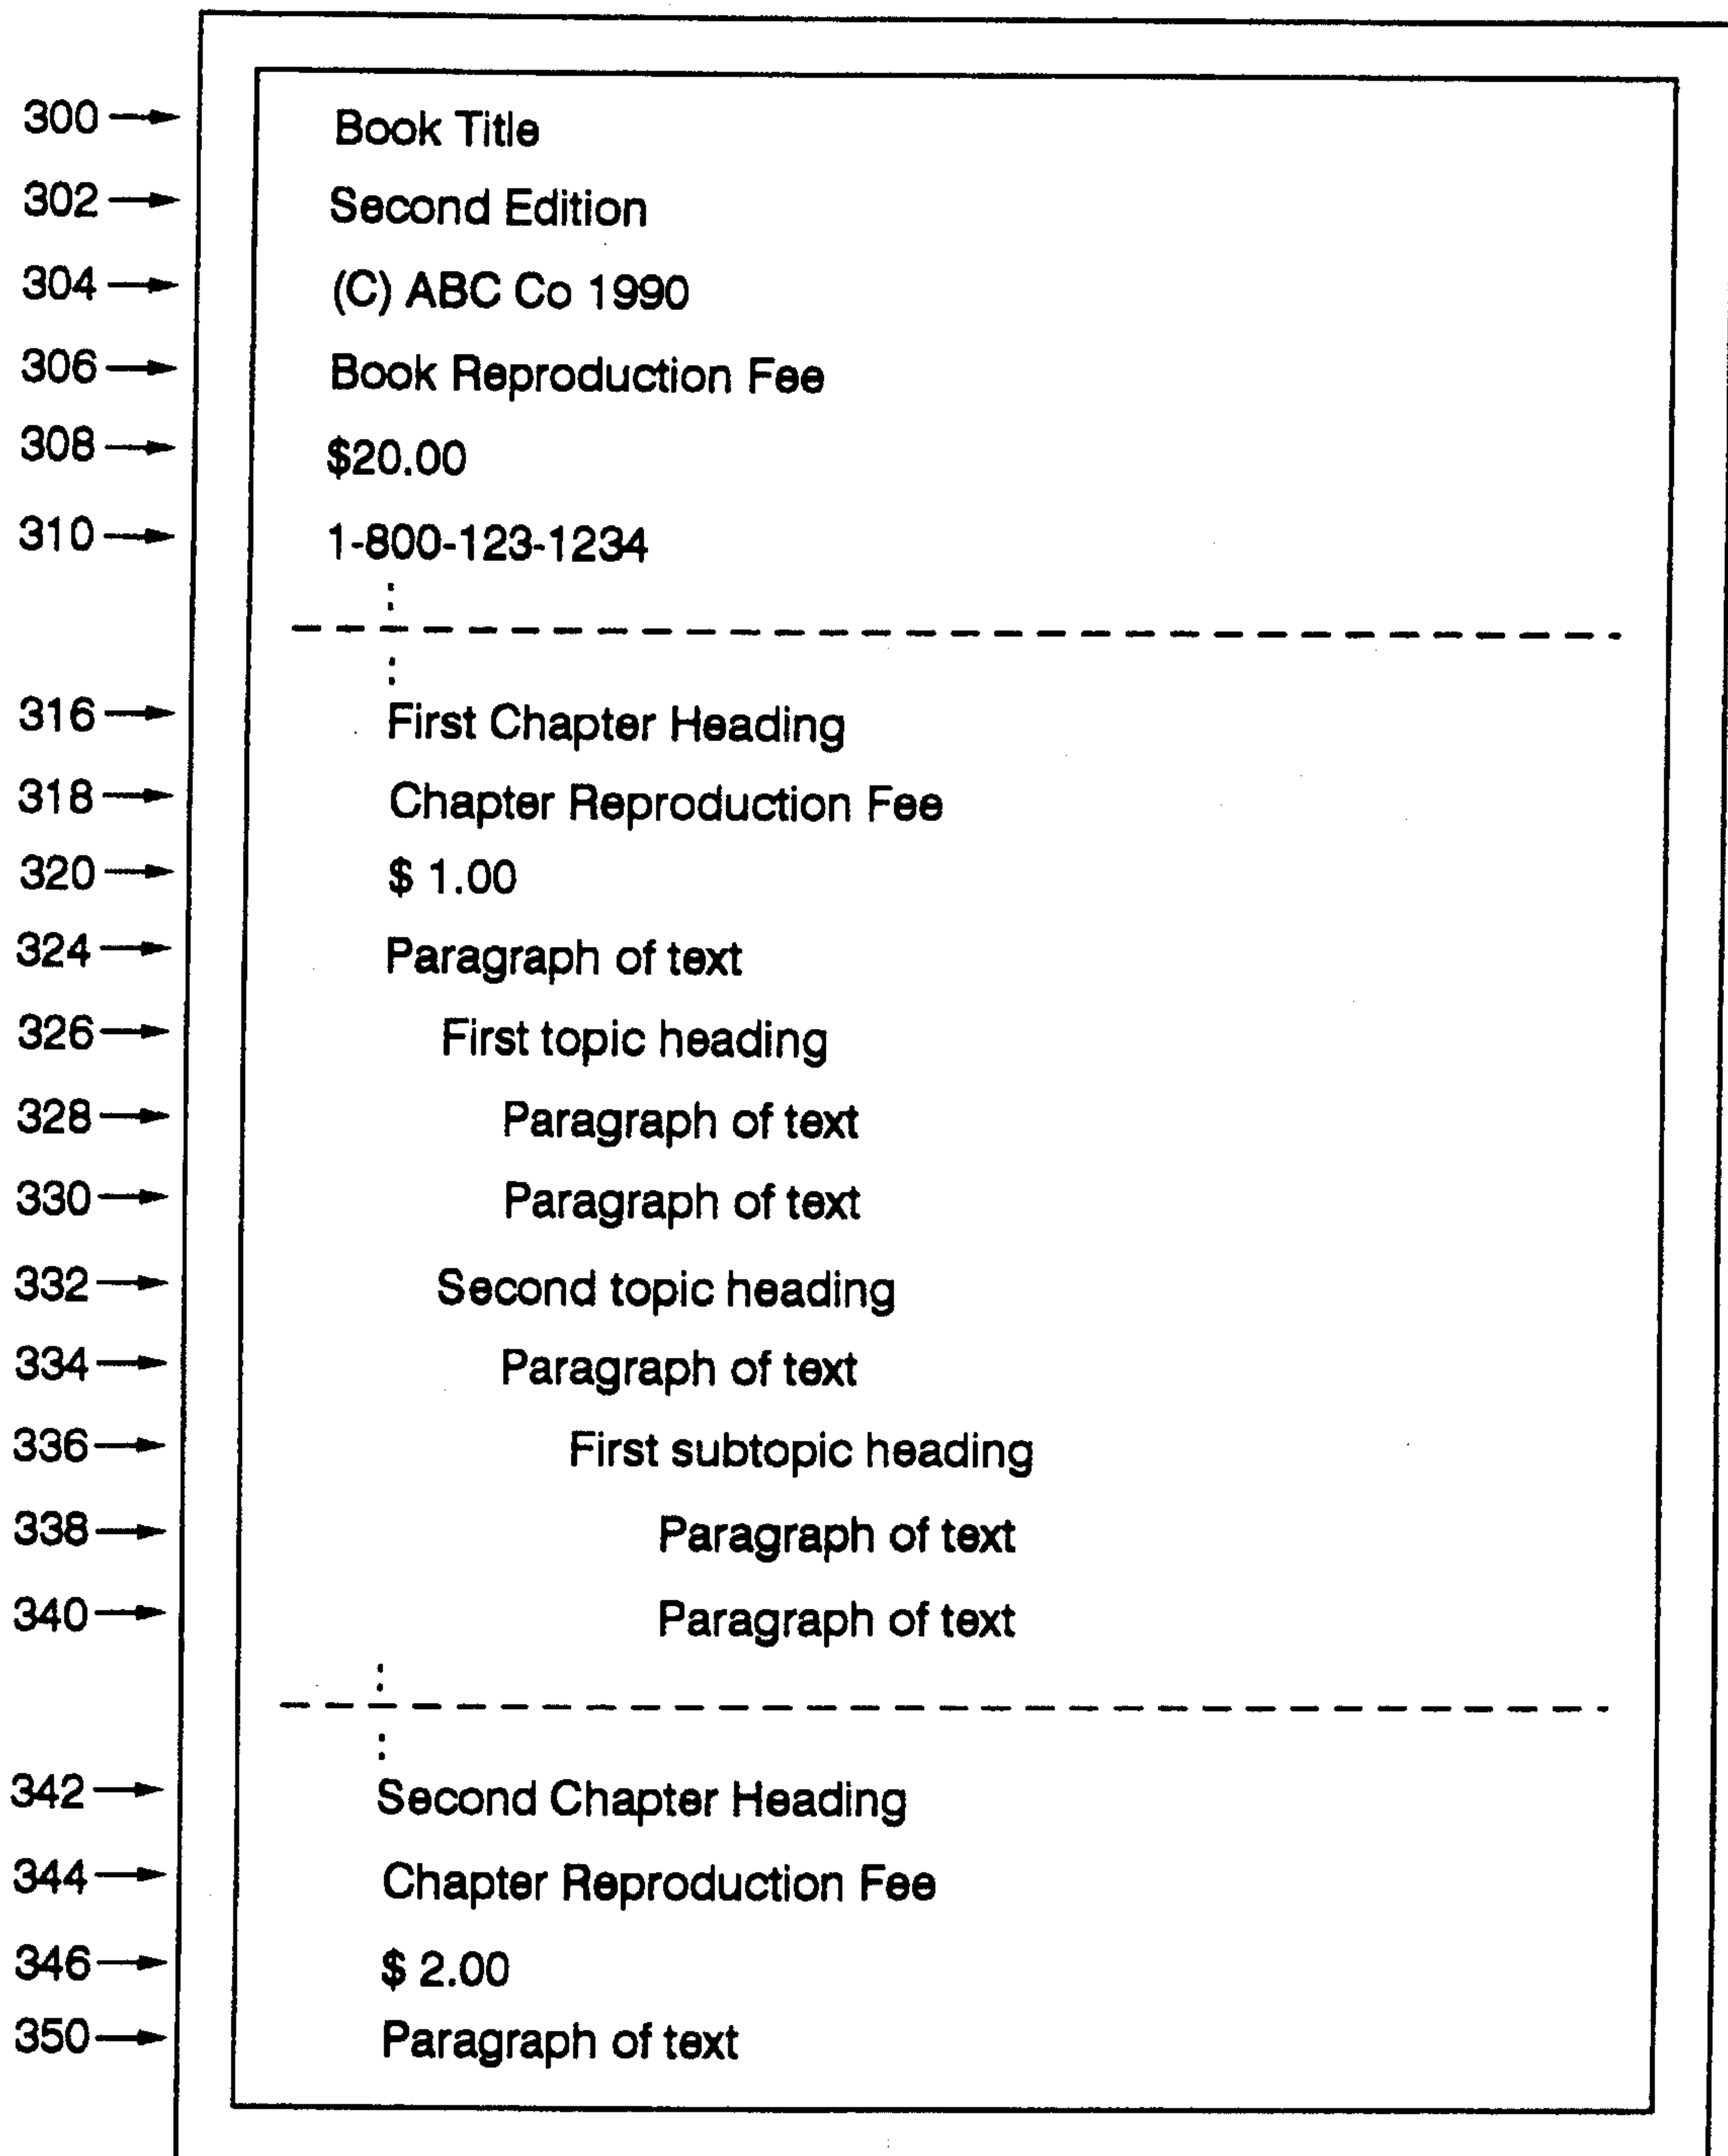 300 Book Title
302 Second Edition
304 (C) ABC Co 1990
306 Book Reproduction Fee
308 $20.00
310 1-800-123-1234
316 First Chapter Heading
318 Chapter Reproduction Fee
320 $ 1.00
324 Paragraph of text
326 First topic heading
328 Paragraph of text
330 Paragraph of text
332 Second topic heading
334 Paragraph of text
336 First subtopic heading
338 Paragraph of text
340 Paragraph of text
342 Second Chapter Heading
344 Chapter Reproduction Fee
346 $ 2.00
350 Paragraph of text